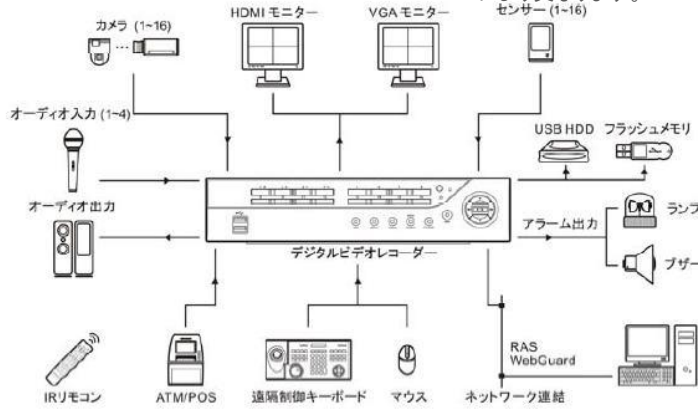 カメラ (1~16)
HDMI モニター
VGA モニター
センサー (1~16)
オーディオ入力 (1~4)
USB HDD
フラッシュメモリ
オーディオ出力
アラーム出力
ランプ
ブザー
デジタルビデオレコーダー
RAS
WebGuard
IRリモコン
ATM/POS
遠隔制御キーボード
マウス
ネットワーク連結